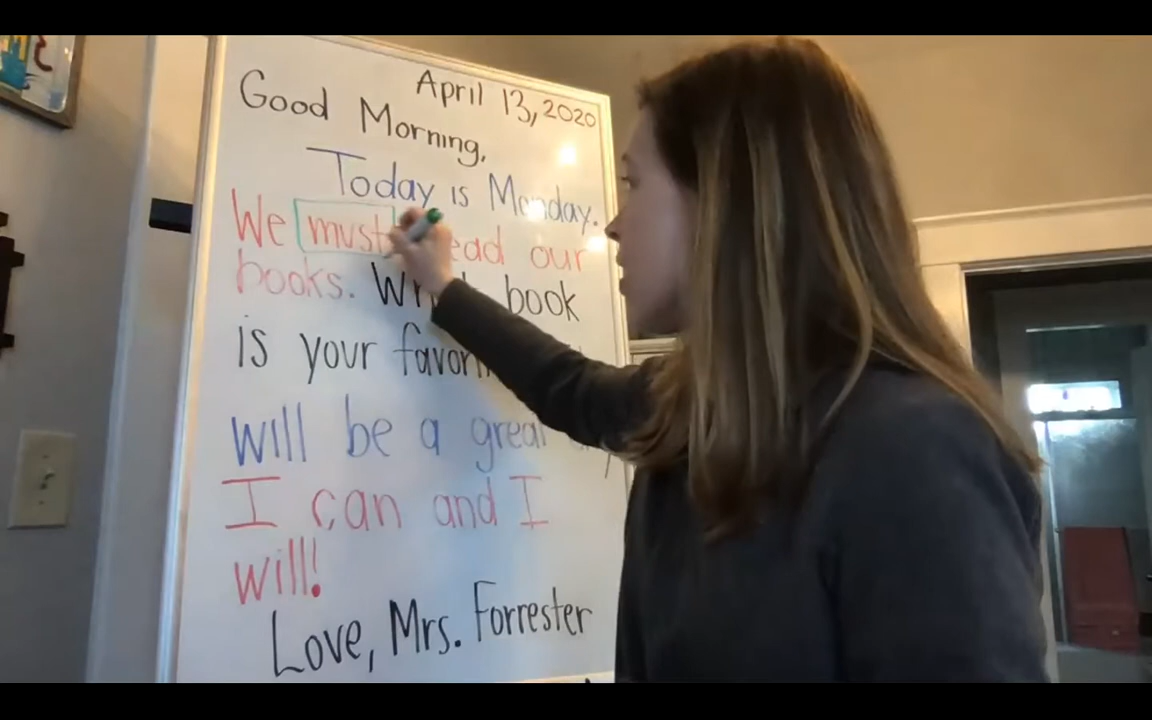 April 13, 2020
Good Morning,
Today is Monday.
We must read our
books. book
is your
will be a great
I can and I
will!
Love, Mrs. Forrester